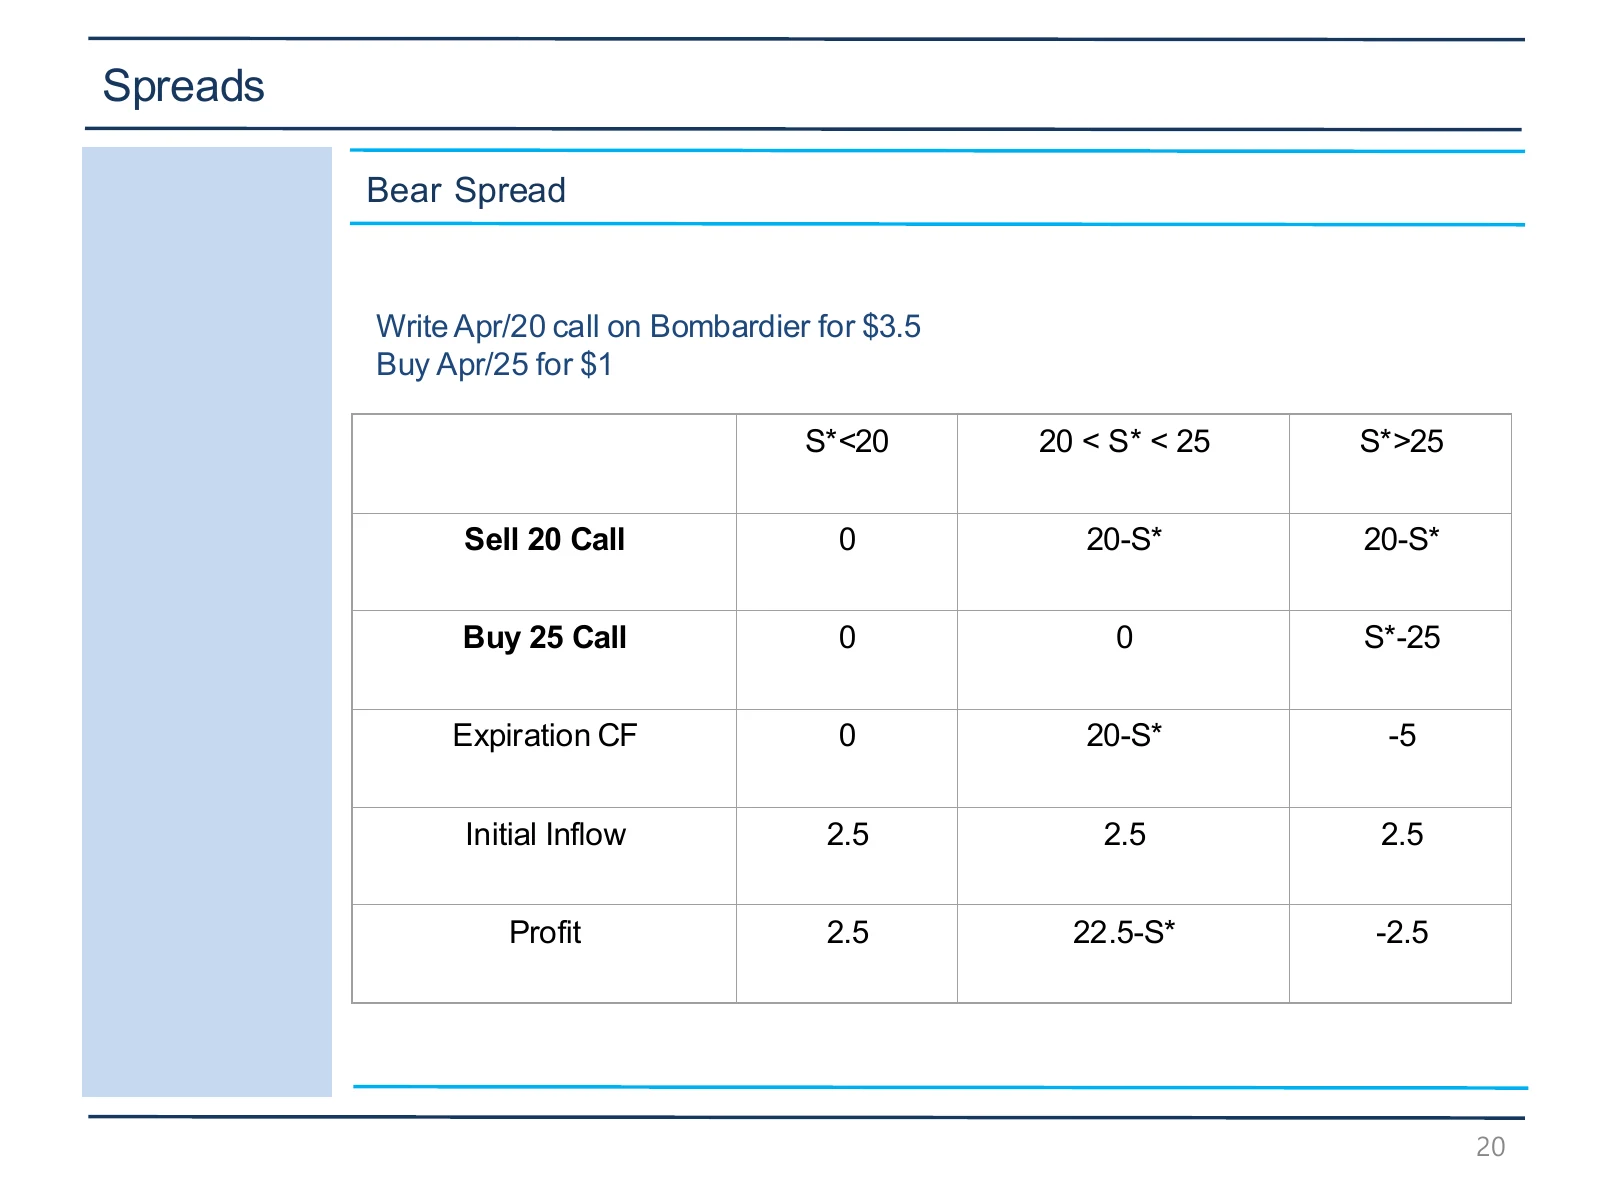 Spreads
Bear Spread
Write Apr/20 call on Bombardier for $3.5
Buy Apr/25 for $1
S*<20 20 < S* < 25 S*>25
Sell 20 Call 0 20-S* 20-S*
Buy 25 Call 0 0 S*-25
Expiration CF 0 20-S* -5
Initial Inflow 2.5 2.5 2.5
Profit 2.5 22.5-S* -2.5
20